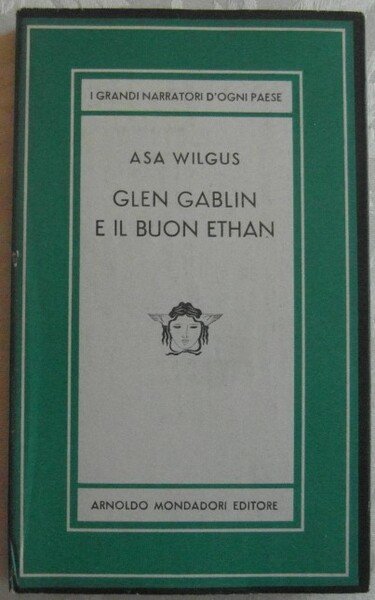 I GRANDI NARRATORI D'OGNI PAESE
ASA WILGUS
GLEN GABLIN
E IL BUON ETHAN
ARNOLDO MONDADORI EDITORE